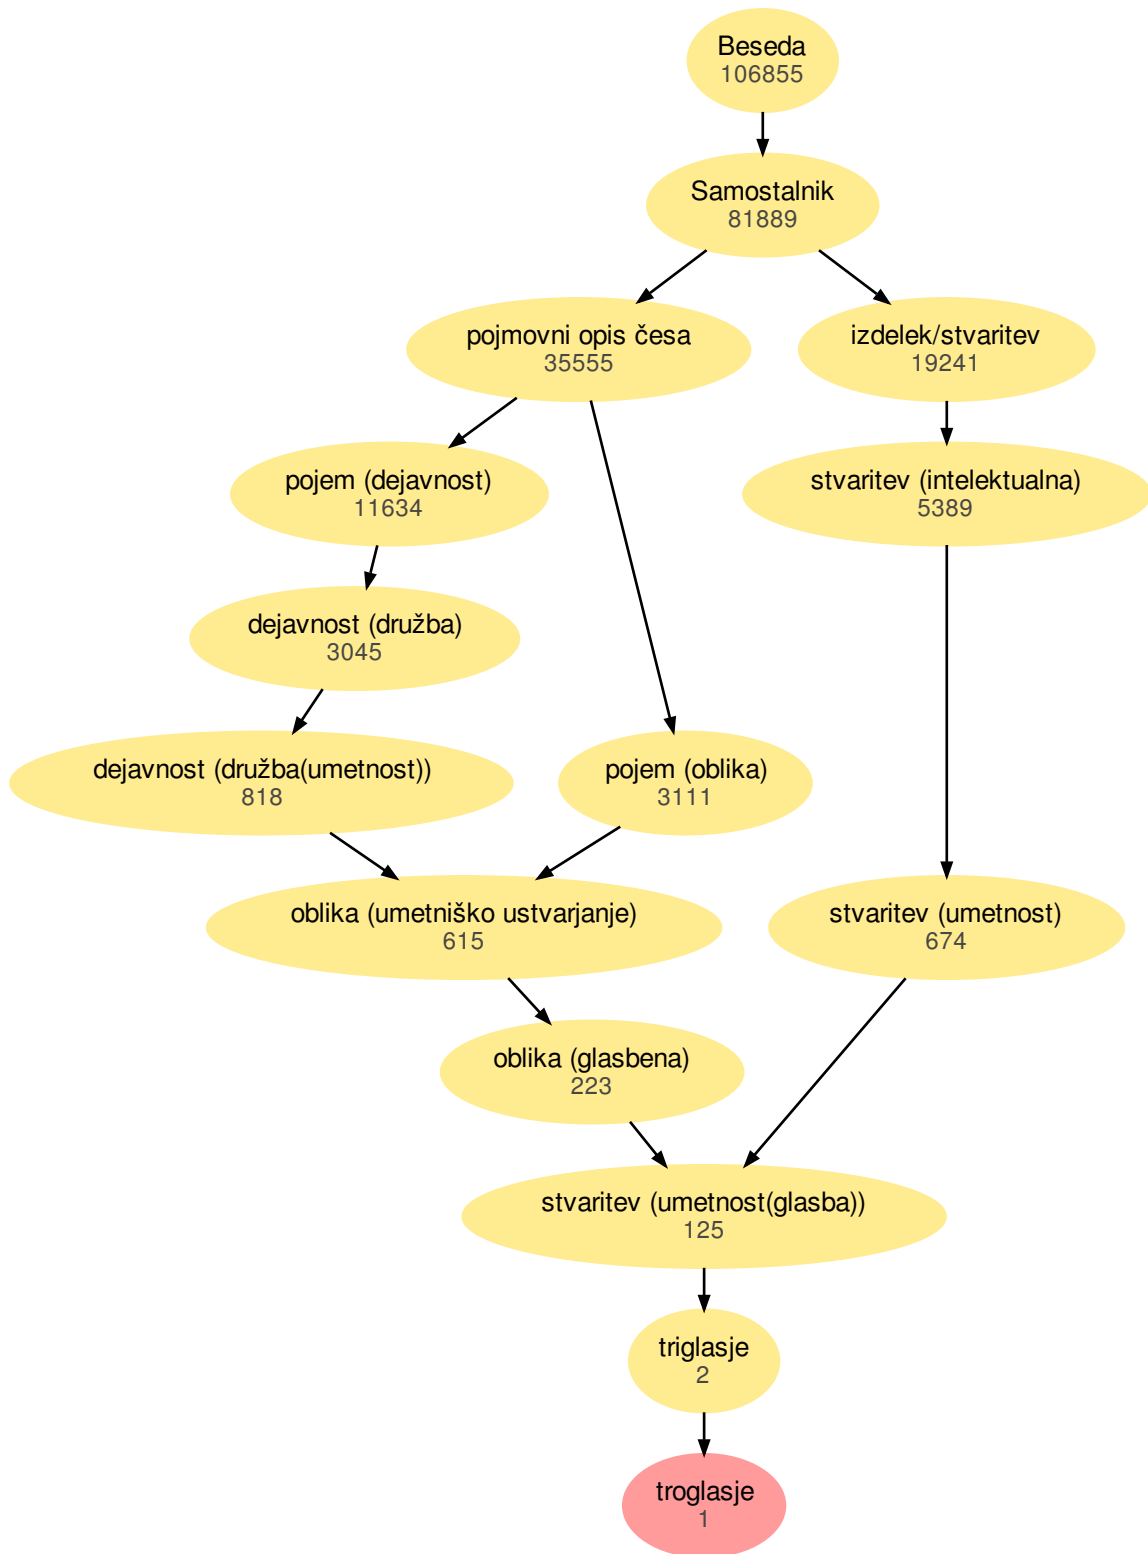 Beseda
106855
Samostalnik
81889
pojmovni opis česa
35555
izdelek/stvaritev
19241
pojem (dejavnost)
11634
stvaritev (intelektualna)
5389
dejavnost (družba)
3045
dejavnost (družba(umetnost))
818
pojem (oblika)
3111
oblika (umetniško ustvarjanje)
615
stvaritev (umetnost)
674
oblika (glasbena)
223
stvaritev (umetnost(glasba))
125
triglasje
2
troglasje
1